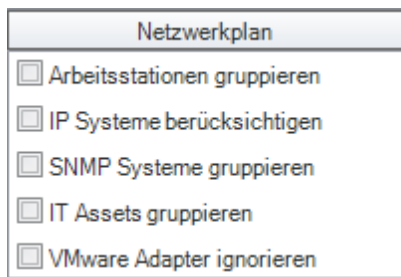 Netzwerkplan
Arbeitsstationen gruppieren
IP Systeme berücksichtigen
SNMP Systeme gruppieren
IT Assets gruppieren
VMware Adapter ignorieren